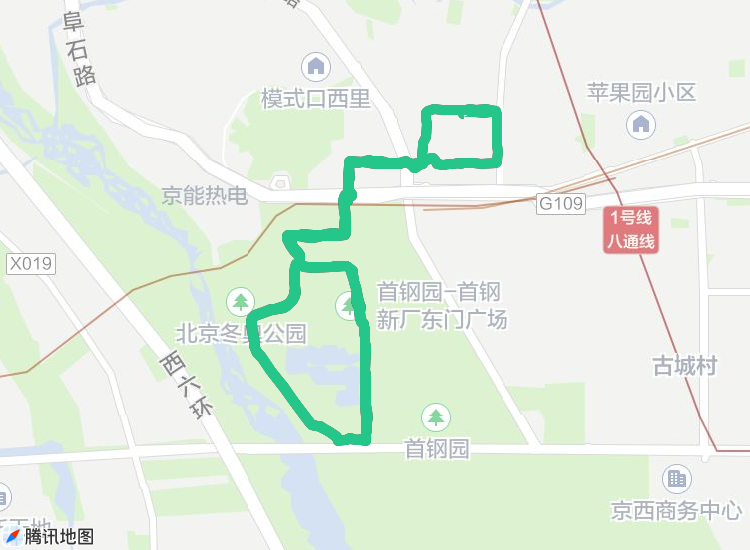 阜石路
模式口西里
苹果园小区
京能热电
G109
1号线
八通线
X019
首钢园-首钢
新厂东门广场
北京冬奥公园
西六环
古城村
首钢园
京西商务中心
腾讯地图